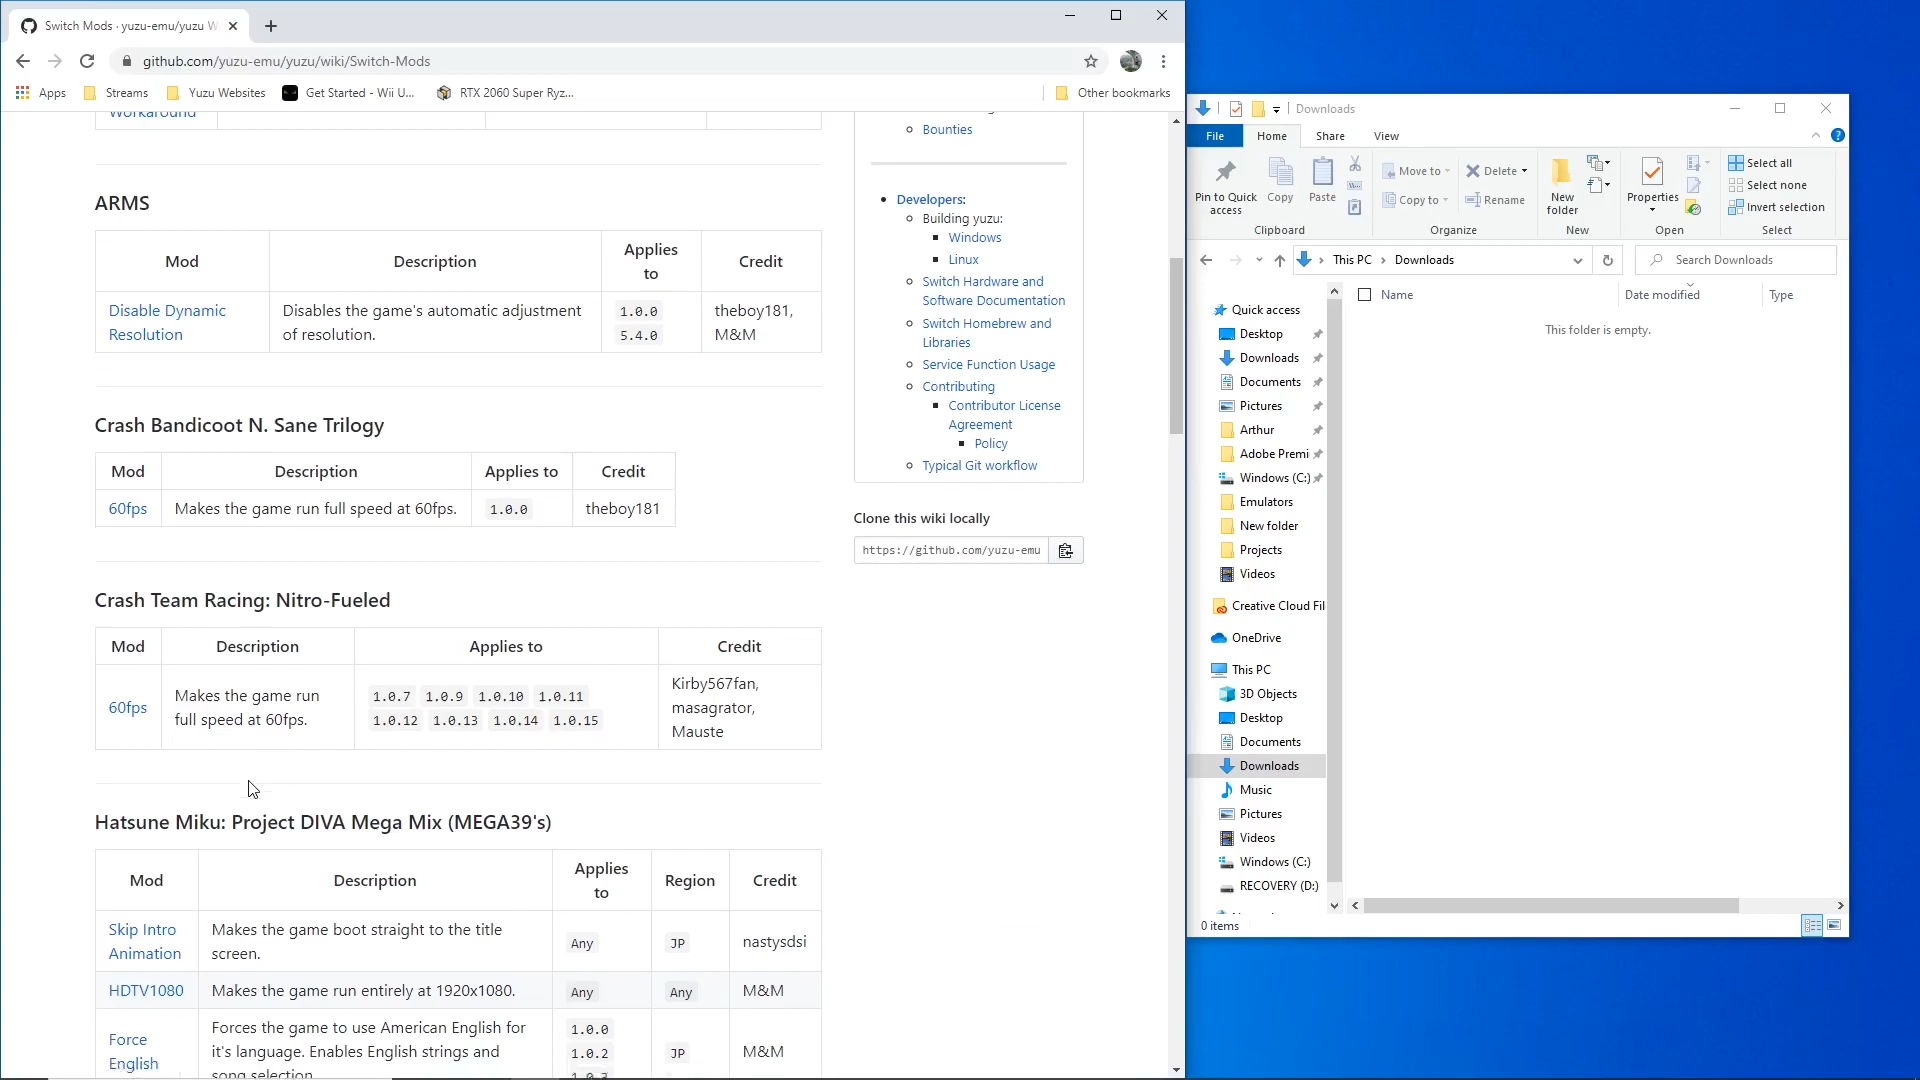 Switch Mods · yuzu-emu/yuzu W
github.com/yuzu-emu/yuzu/wiki/Switch-Mods
Apps
Streams
Yuzu Websites
Get Started - Wii U...
RTX 2060 Super Ryz...
Other bookmarks
Workaround
ARMS
Mod
Description
Applies to
Credit
Disable Dynamic Resolution
Disables the game's automatic adjustment of resolution.
1.0.0
5.4.0
theboy181, M&M
Crash Bandicoot N. Sane Trilogy
Mod
Description
Applies to
Credit
60fps
Makes the game run full speed at 60fps.
1.0.0
theboy181
Crash Team Racing: Nitro-Fueled
Mod
Description
Applies to
Credit
60fps
Makes the game run full speed at 60fps.
1.0.7 1.0.9 1.0.10 1.0.11
1.0.12 1.0.13 1.0.14 1.0.15
Kirby567fan, masagrator, Mauste
Hatsune Miku: Project DIVA Mega Mix (MEGA39's)
Mod
Description
Applies to
Region
Credit
Skip Intro Animation
Makes the game boot straight to the title screen.
Any
JP
nastysdsi
HDTV1080
Makes the game run entirely at 1920x1080.
Any
Any
M&M
Force English
Forces the game to use American English for it's language. Enables English strings and song selection
1.0.0
1.0.2
JP
M&M
Bounties
Developers:
Building yuzu:
Windows
Linux
Switch Hardware and Software Documentation
Switch Homebrew and Libraries
Service Function Usage
Contributing
Contributor License Agreement
Policy
Typical Git workflow
Clone this wiki locally
https://github.com/yuzu-emu
Downloads
File
Home
Share
View
Pin to Quick access
Copy
Paste
Clipboard
Move to
Copy to
Delete
Rename
Organize
New folder
New
Properties
Open
Select all
Select none
Invert selection
Select
This PC
Downloads
Search Downloads
Name
Date modified
Type
This folder is empty.
Quick access
Desktop
Downloads
Documents
Pictures
Arthur
Adobe Premi
Windows (C:)
Emulators
New folder
Projects
Videos
Creative Cloud Fil
OneDrive
This PC
3D Objects
Desktop
Documents
Downloads
Music
Pictures
Videos
Windows (C:)
RECOVERY (D:)
0 items